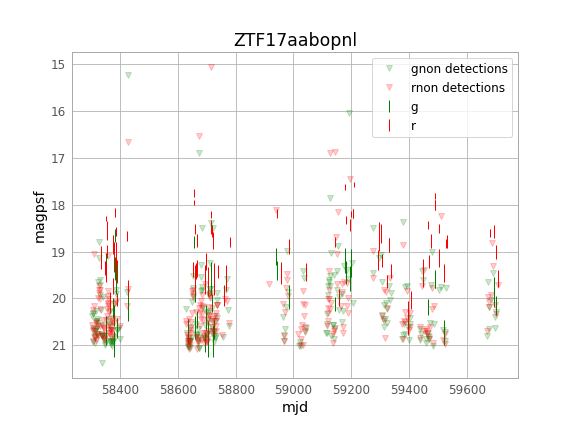 ZTF17aabopnl
gnon detections
rnon detections
g
r
magpsf
15
16
17
18
19
20
21
58400 58600 58800 59000 59200 59400 59600
mjd